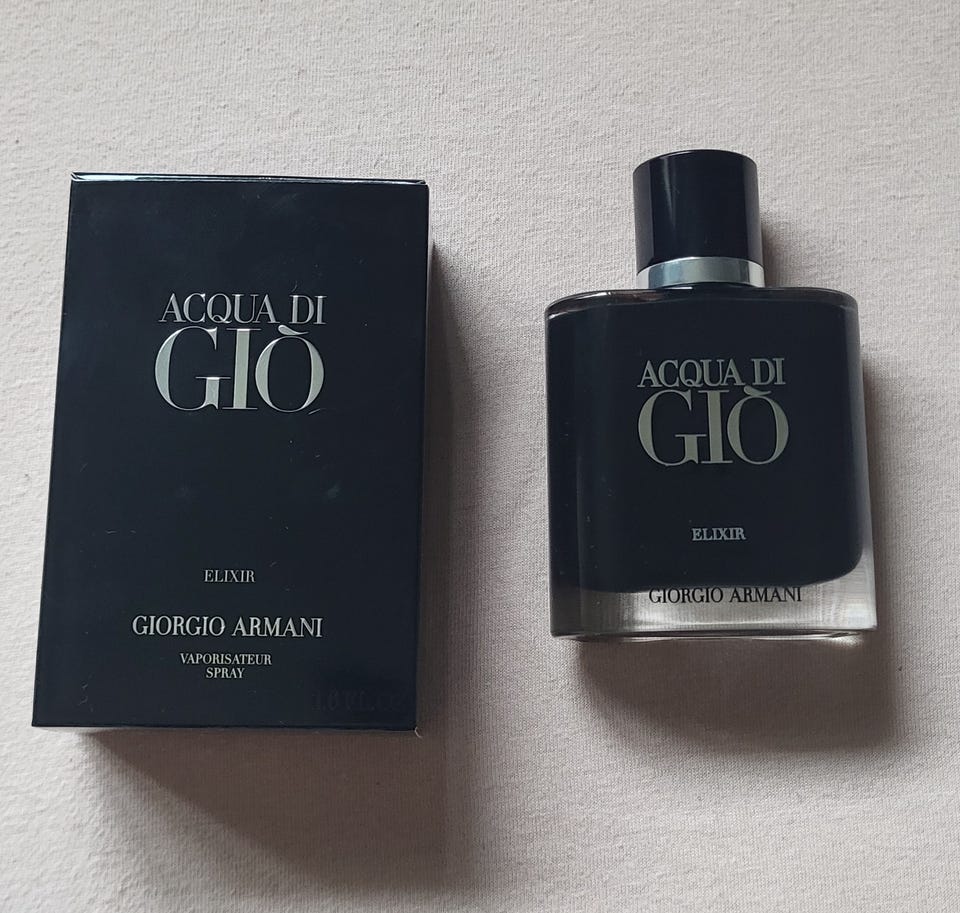 ACQUA DI
GIÒ
ELIXIR
GIORGIO ARMANI
VAPORISATEUR
SPRAY
ACQUA DI
GIÒ
ELIXIR
GIORGIO ARMANI